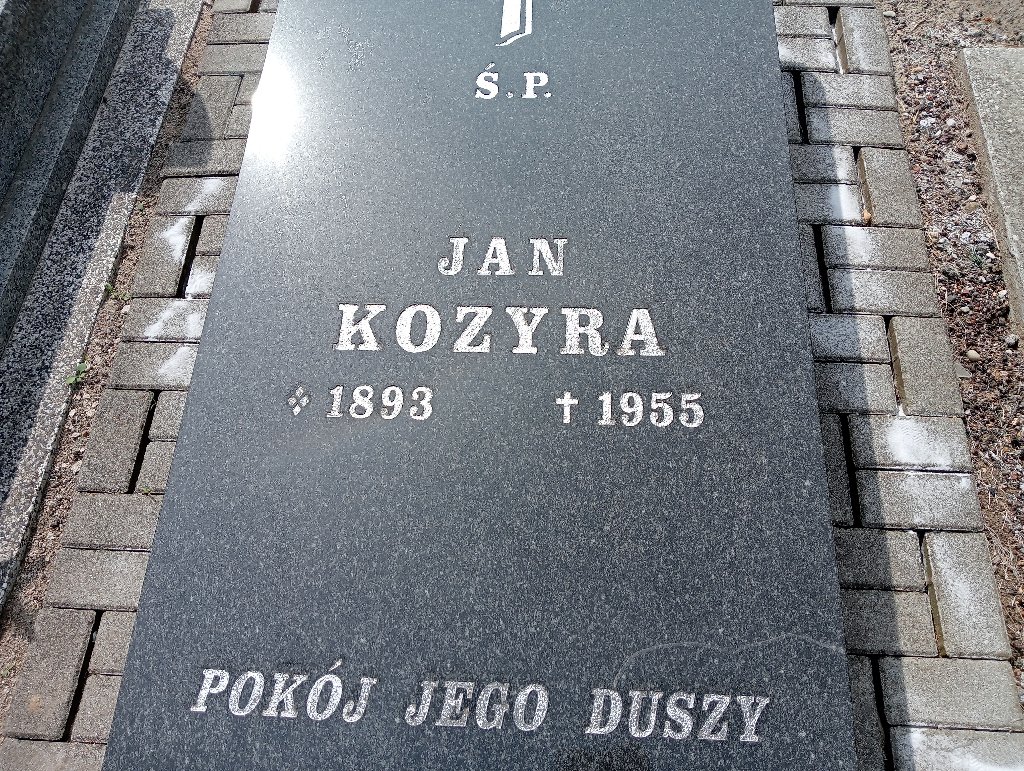 Ś.P.
JAN
KOZYRA
1893 ✝ 1955
POKÓJ JEGO DUSZY